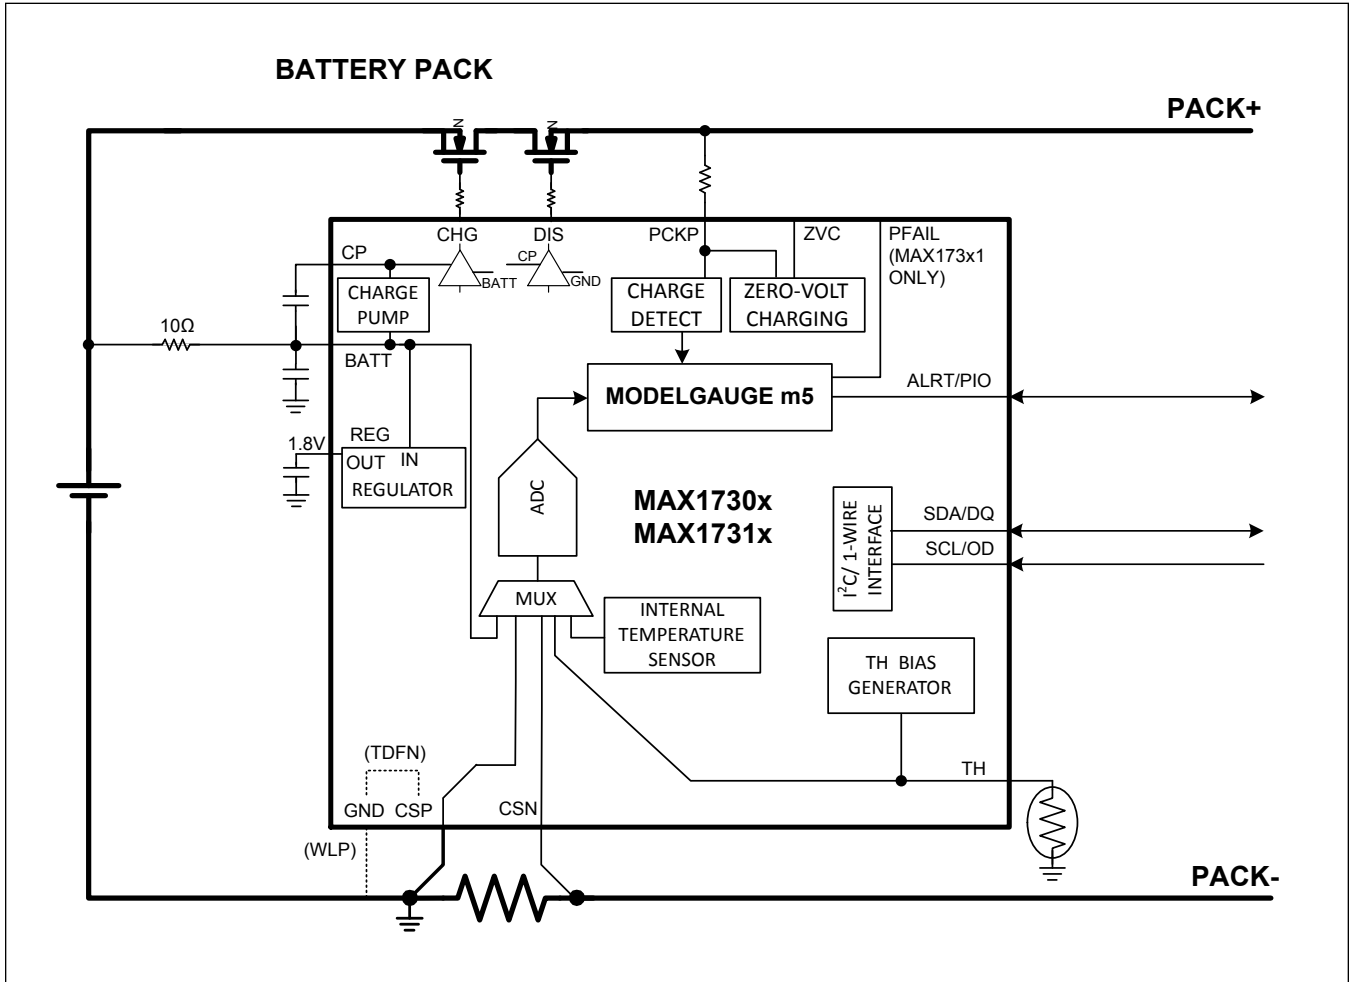 BATTERY PACK
PACK+
N
N
CHG
DIS
PCKP
ZVC
PFAIL
(MAX173x1
ONLY)
CP
CP
BATT
GND
CHARGE
PUMP
CHARGE
DETECT
ZERO-VOLT
CHARGING
10Ω
BATT
MODELGAUGE m5
ALRT/PIO
1.8V
REG
OUT
IN
REGULATOR
ADC
MAX1730x
MAX1731x
I²C/ 1-WIRE
INTERFACE
SDA/DQ
SCL/OD
MUX
INTERNAL
TEMPERATURE
SENSOR
TH BIAS
GENERATOR
(TDFN)
TH
GND
CSP
CSN
(WLP)
PACK-